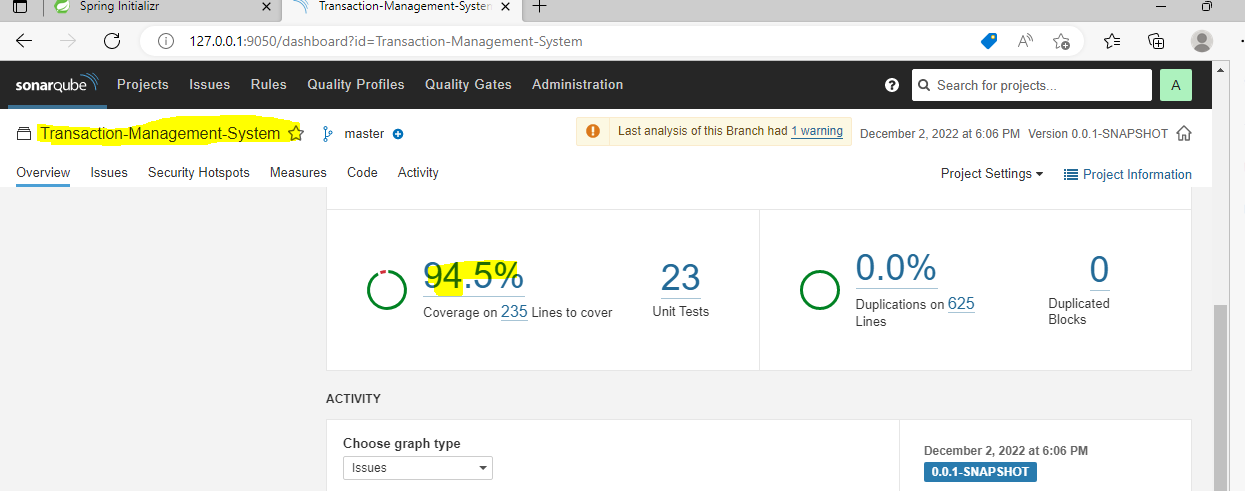 Spring Initializr
Transaction-Management-System
127.0.0.1:9050/dashboard?id=Transaction-Management-System
sonarqube Projects Issues Rules Quality Profiles Quality Gates Administration Search for projects... A
Transaction-Management-System master Last analysis of this Branch had 1 warning December 2, 2022 at 6:06 PM Version 0.0.1-SNAPSHOT
Overview Issues Security Hotspots Measures Code Activity Project Settings Project Information
94.5% 23 0.0% 0
Coverage on 235 Lines to cover Unit Tests Duplications on 625 Lines Duplicated Blocks
ACTIVITY
Choose graph type
Issues
December 2, 2022 at 6:06 PM
0.0.1-SNAPSHOT